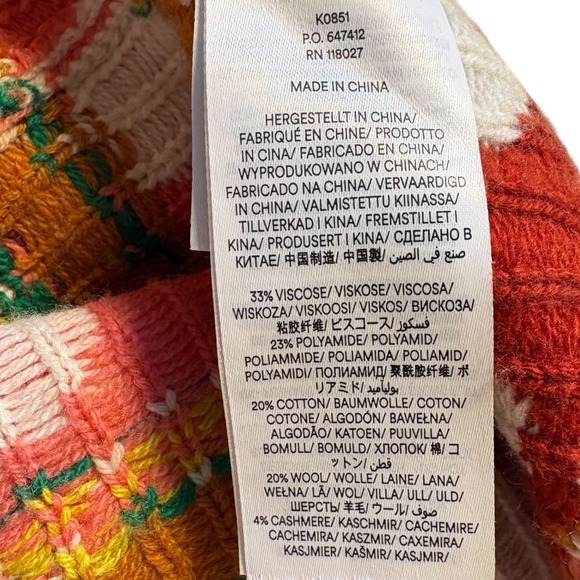 K0851
P.O. 647412
RN 118027
MADE IN CHINA
HERGESTELLT IN CHINA/
FABRIQUÉ EN CHINE/ PRODOTTO
IN CINA/ FABRICADO EN CHINA/
WYPRODUKOWANO W CHINACH/
FABRICADO NA CHINA/ VERVAARDIGD
IN CHINA/ VALMISTETTU KIINASSA/
TILLVERKAD I KINA/ FREMSTILLET I
KINA/ PRODUSERT I KINA/ СДЕЛАНО В
КИТАЕ/ 中国制造/ 中国製/ صنع في الصين
33% VISCOSE/ VISKOSE/ VISCOSA/
WISKOZA/ VISKOOSI/ VISKOS/ ВИСКОЗА/
粘胶纤维/ ビスコース/ فسكوز/
23% POLYAMIDE/ POLYAMID/
POLIAMMIDE/ POLIAMIDA/ POLIAMID/
POLYAMIDI/ ПОЛИАМИД/ 聚酰胺纤维/ ポ
リアミド/ بولياميد
20% COTTON/ BAUMWOLLE/ COTON/
COTONE/ ALGODÓN/ BAWEŁNA/
ALGODÃO/ KATOEN/ PUUVILLA/
BOMULL/ BOMULD/ ХЛОПОК/ 棉/ コ
ットン/ قطن/
20% WOOL/ WOLLE/ LAINE/ LANA/
WEŁNA/ LÃ/ WOL/ VILLA/ ULL/ ULD/
ШЕРСТЬ/ 羊毛/ ウール/ صوف
4% CASHMERE/ KASCHMIR/ CACHEMIRE/
CACHEMIRA/ KASZMIR/ CAXEMIRA/
KASJMIER/ KAŠMIR/ KASJMIR/